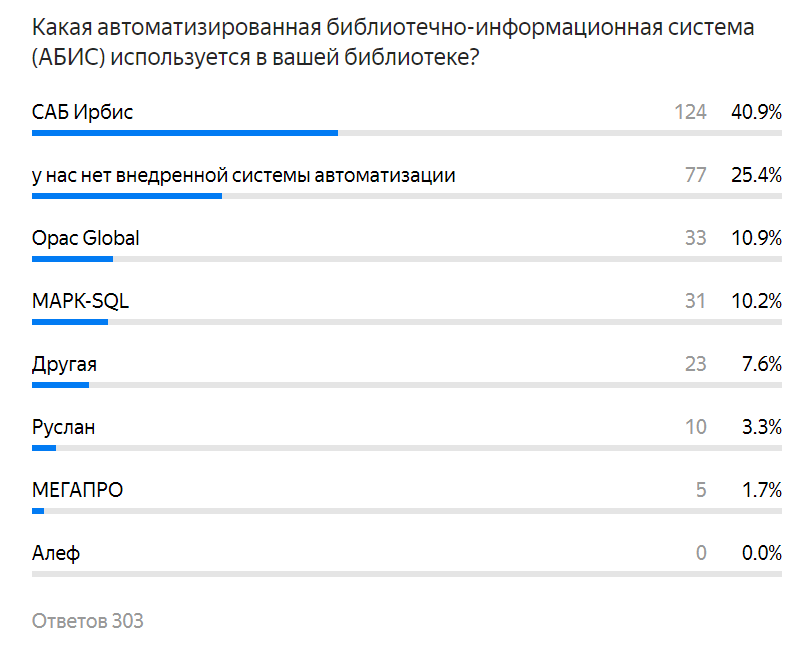 Какая автоматизированная библиотечно-информационная система
(АБИС) используется в вашей библиотеке?
САБ Ирбис 124 40.9%
у нас нет внедренной системы автоматизации 77 25.4%
Opac Global 33 10.9%
МАРК-SQL 31 10.2%
Другая 23 7.6%
Руслан 10 3.3%
МЕГАПРО 5 1.7%
Алеф 0 0.0%
Ответов 303